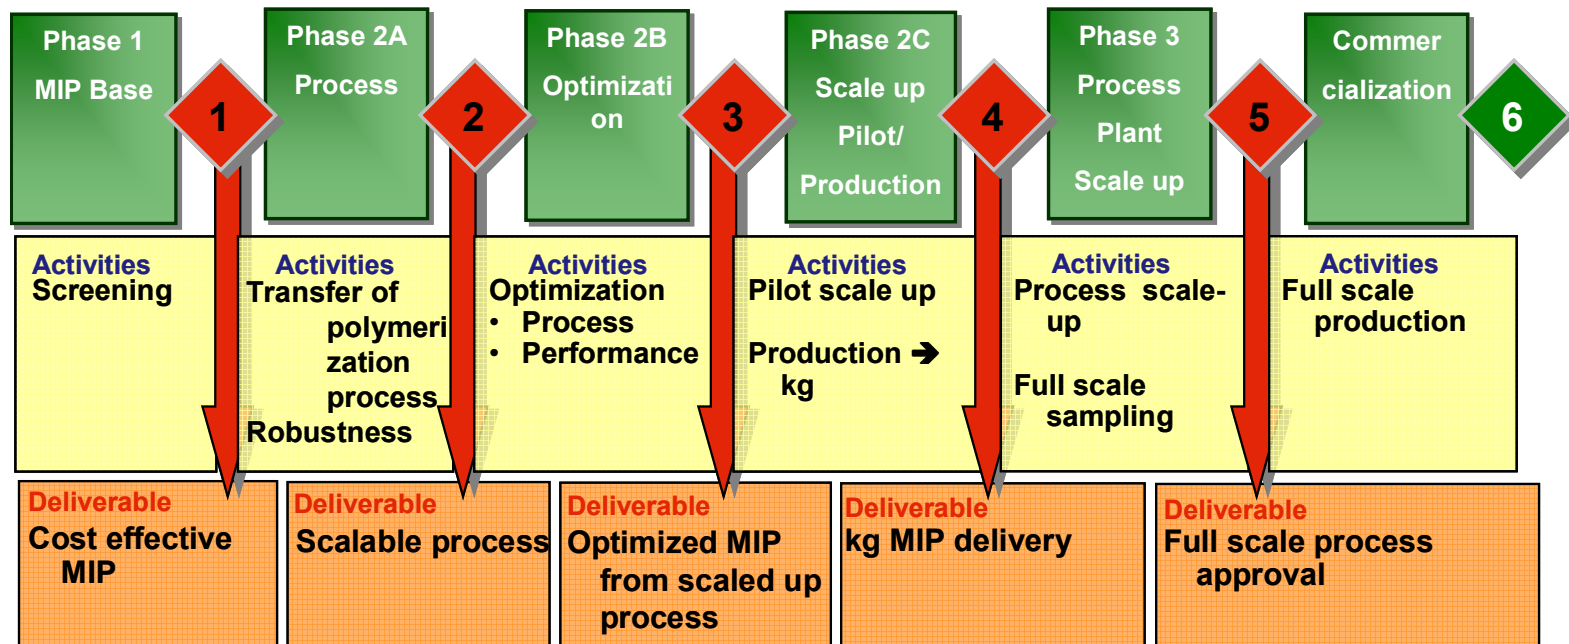 Phase 1
MIP Base
1
Phase 2A
Process
2
Phase 2B
Optimizati
on
3
Phase 2C
Scale up
Pilot/
Production
4
Phase 3
Process
Plant
Scale up
5
Commer
cialization
6
Activities
Screening
Activities
Transfer of
polymeri
zation
process
Robustness
Activities
Optimization
• Process
• Performance
Activities
Pilot scale up
Production ➔
kg
Activities
Process scale-
up
Full scale
sampling
Activities
Full scale
production
Deliverable
Cost effective
MIP
Deliverable
Scalable process
Deliverable
Optimized MIP
from scaled up
process
Deliverable
kg MIP delivery
Deliverable
Full scale process
approval